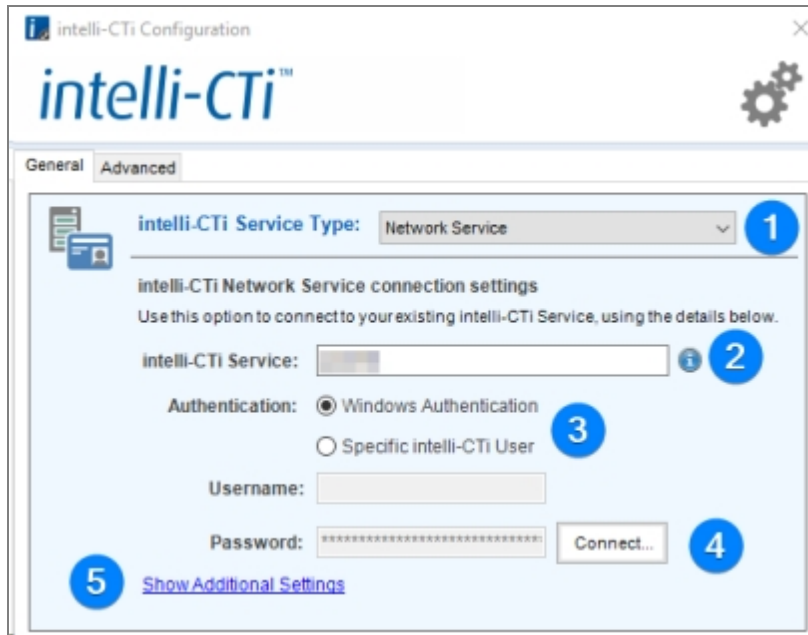 intelli-CTi Configuration
intelli-CTi™
General Advanced
intelli-CTi Service Type: Network Service 1
intelli-CTi Network Service connection settings
Use this option to connect to your existing intelli-CTi Service, using the details below.
intelli-CTi Service: 2
Authentication: Windows Authentication
Specific intelli-CTi User 3
Username:
Password: ****************************** Connect... 4
5 Show Additional Settings